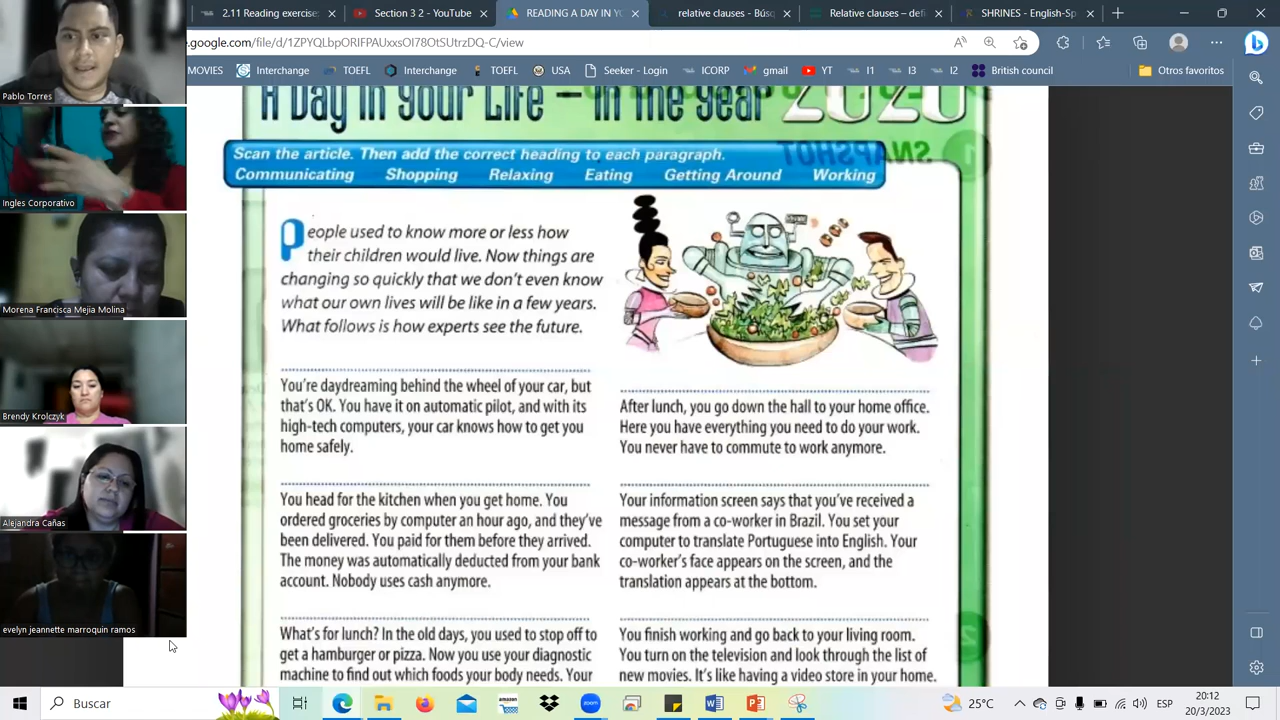 2.11 Reading exercise:
Section 3 2 - YouTube
READING A DAY IN YO
relative clauses - Búsq
Relative clauses – defi
SHRINES - English-Sp
.google.com/file/d/1ZPYQLbpORIFPAUxxsOI78OtSUtrzDQ-C/view
MOVIES
Interchange
TOEFL
Interchange
TOEFL
USA
Seeker - Login
ICORP
gmail
YT
I1
I3
I2
British council
Otros favoritos
Pablo Torres
Ingles Corporativo
Morena Francisca Mejia Molina
Brendy Krolczyk
Alejandra Cañas
evelyn jeannette marroquin ramos
A Day in Your Life – In the Year 2020
Scan the article. Then add the correct heading to each paragraph.
Communicating Shopping Relaxing Eating Getting Around Working
People used to know more or less how
their children would live. Now things are
changing so quickly that we don't even know
what our own lives will be like in a few years.
What follows is how experts see the future.
You're daydreaming behind the wheel of your car, but
that's OK. You have it on automatic pilot, and with its
high-tech computers, your car knows how to get you
home safely.
You head for the kitchen when you get home. You
ordered groceries by computer an hour ago, and they've
been delivered. You paid for them before they arrived.
The money was automatically deducted from your bank
account. Nobody uses cash anymore.
What's for lunch? In the old days, you used to stop off to
get a hamburger or pizza. Now you use your diagnostic
machine to find out which foods your body needs. Your
After lunch, you go down the hall to your home office.
Here you have everything you need to do your work.
You never have to commute to work anymore.
Your information screen says that you've received a
message from a co-worker in Brazil. You set your
computer to translate Portuguese into English. Your
co-worker's face appears on the screen, and the
translation appears at the bottom.
You finish working and go back to your living room.
You turn on the television and look through the list of
new movies. It's like having a video store in your home.
SNAPSHOT
1
2
Buscar
25°C
ESP
20:12
20/3/2023